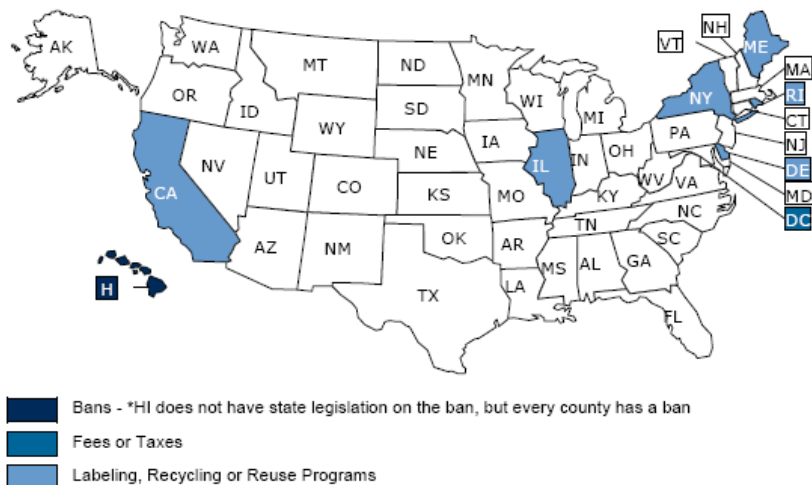 AK
WA
MT
ND
MN
VT
NH
ME
MA
OR
ID
SD
WI
MI
NY
RI
WY
CT
IA
PA
NJ
NV
NE
IL
IN
OH
DE
CA
UT
CO
KS
MO
KY
WV
VA
MD
NC
DC
AZ
NM
OK
AR
TN
SC
H
TX
LA
MS
AL
GA
FL
Bans - *HI does not have state legislation on the ban, but every county has a ban
Fees or Taxes
Labeling, Recycling or Reuse Programs